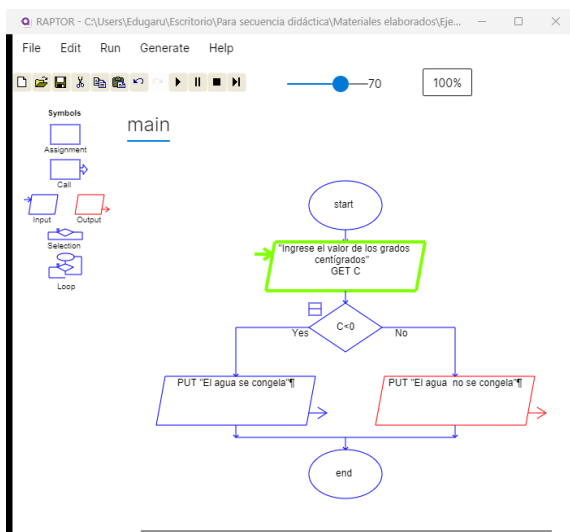 RAPTOR - C:\Users\Edugaru\Escritorio\Para secuencia didáctica\Materiales elaborados\Eje...
File Edit Run Generate Help
70
100%
Symbols
Assignment
Call
Input Output
Selection
Loop
main
start
"Ingrese el valor de los grados
centígrados"
GET C
C<0
Yes No
PUT "El agua se congela"¶
PUT "El agua  no se congela"¶
end